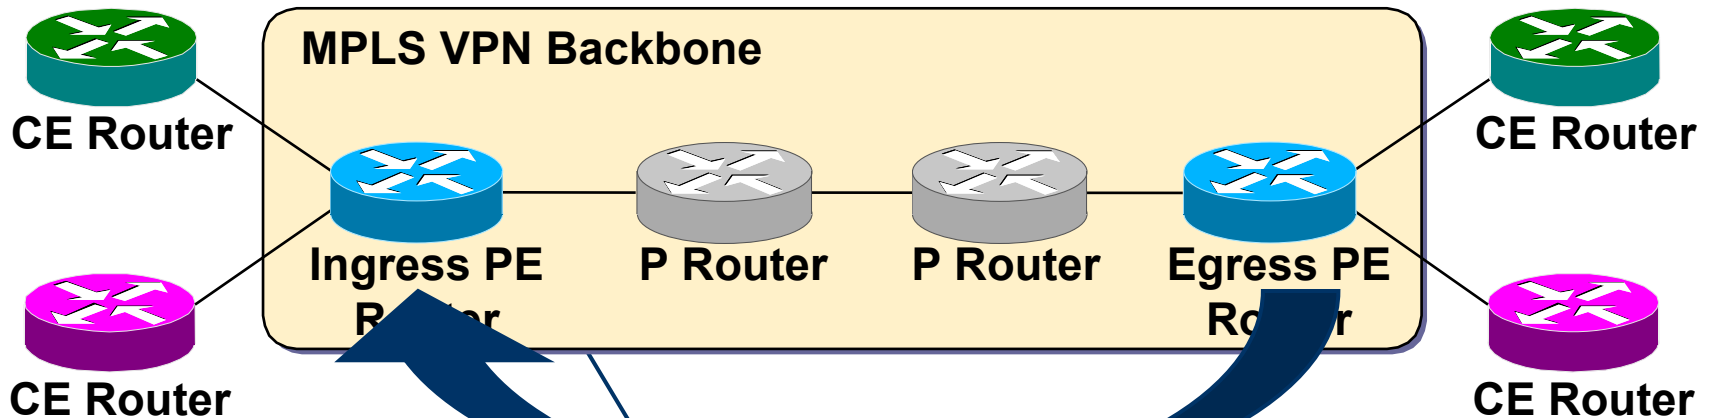 MPLS VPN Backbone
CE Router
CE Router
Ingress PE
P Router
P Router
Egress PE
CE Router
CE Router